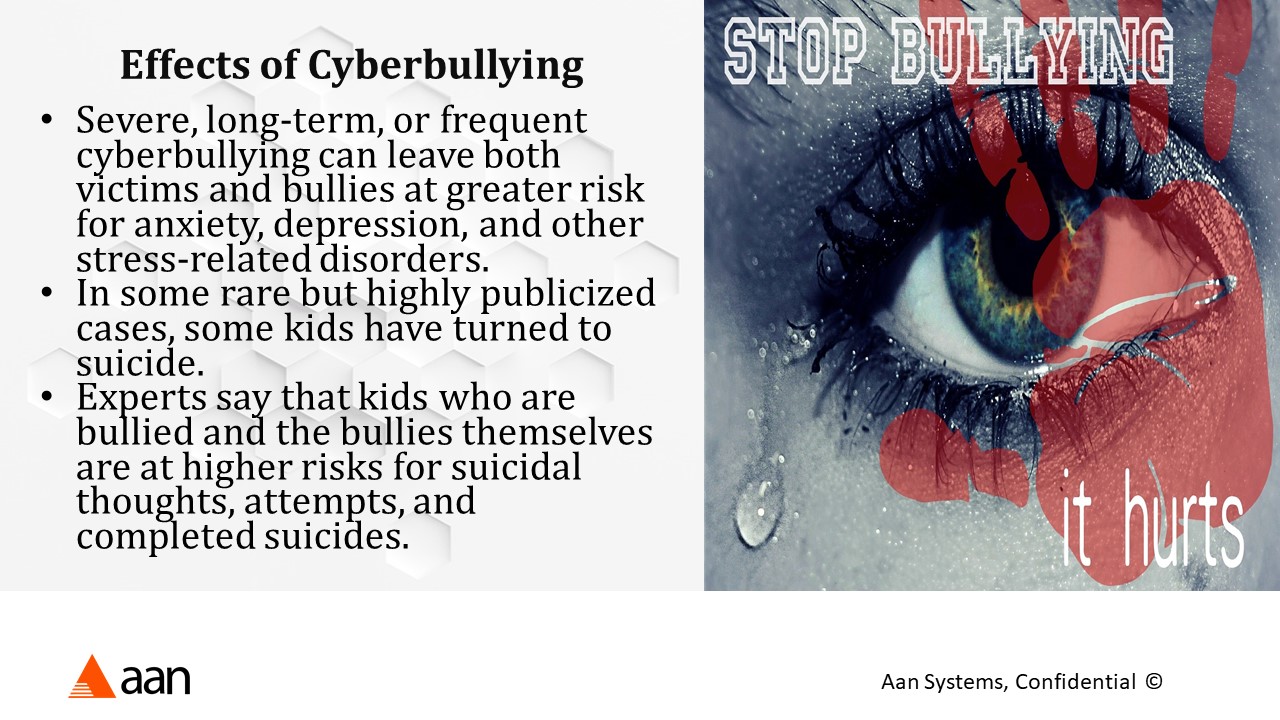 Effects of Cyberbullying
• Severe, long-term, or frequent
cyberbullying can leave both
victims and bullies at greater risk
for anxiety, depression, and other
stress-related disorders.
• In some rare but highly publicized
cases, some kids have turned to
suicide.
• Experts say that kids who are
bullied and the bullies themselves
are at higher risks for suicidal
thoughts, attempts, and
completed suicides.
STOP BULLYING
it hurts
aan
Aan Systems, Confidential ©